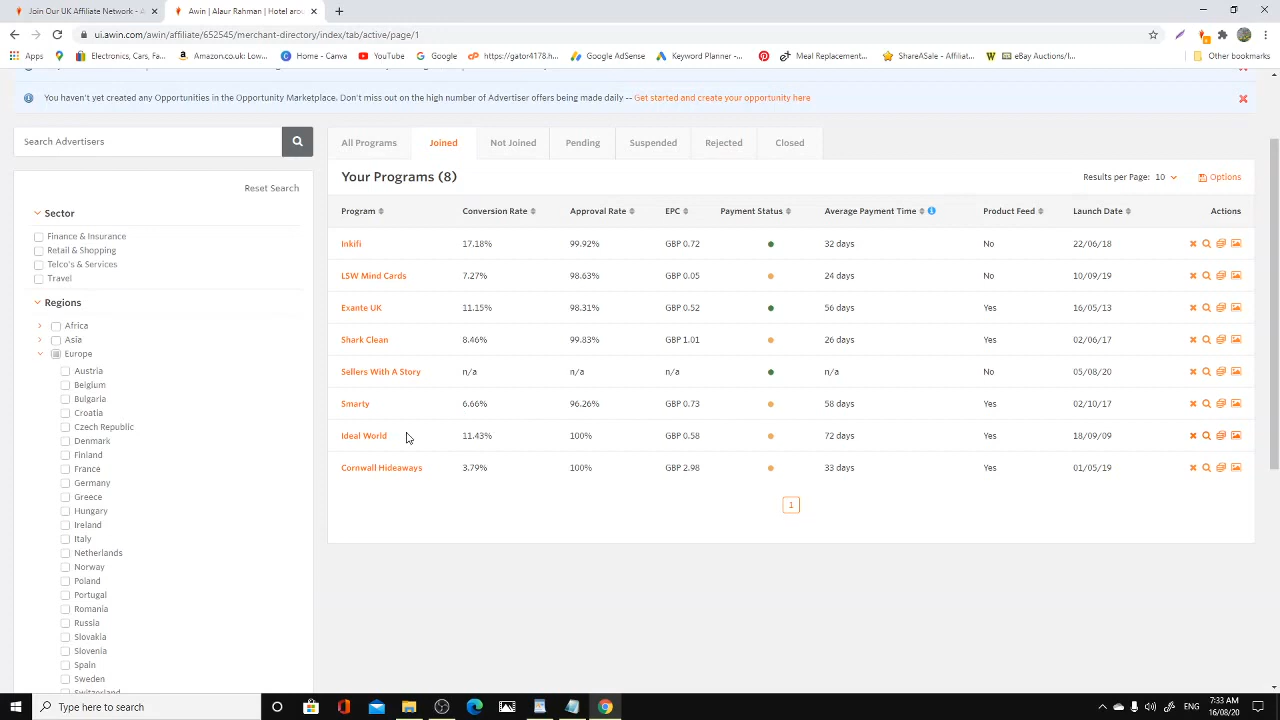 Join Our UK Affiliate Network - A
Awin | Alaur Rahman | Hotel arou
ui.awin.com/awin/affiliate/652545/merchant-directory/index/tab/active/page/1
Apps Electronics, Cars, Fa... Amazon.co.uk:Low... Home - Canva YouTube Google https://gator4178.h... Google AdSense Keyword Planner -... Meal Replacement... ShareASale - Affiliat... eBay Auctions/I... Other bookmarks
You haven't yet created any Opportunities in the Opportunity Marketplace. Don't miss out on the high number of Advertiser offers being made daily -- Get started and create your opportunity here
Search Advertisers
All Programs Joined Not Joined Pending Suspended Rejected Closed
Your Programs (8)
Results per Page: 10 Options
Reset Search
Program Conversion Rate Approval Rate EPC Payment Status Average Payment Time Product Feed Launch Date Actions
Inkifi 17.18% 99.92% GBP 0.72 32 days No 22/06/18
LSW Mind Cards 7.27% 98.63% GBP 0.05 24 days No 10/09/19
Exante UK 11.15% 98.31% GBP 0.52 56 days Yes 16/05/13
Shark Clean 8.46% 99.83% GBP 1.01 26 days Yes 02/06/17
Sellers With A Story n/a n/a n/a n/a No 05/08/20
Smarty 6.66% 96.26% GBP 0.73 58 days Yes 02/10/17
Ideal World 11.43% 100% GBP 0.58 72 days Yes 18/09/09
Cornwall Hideaways 3.79% 100% GBP 2.98 33 days Yes 01/05/19
1
Sector
Finance & Insurance
Retail & Shopping
Telco's & Services
Travel
Regions
Africa
Asia
Europe
Austria
Belgium
Bulgaria
Croatia
Czech Republic
Denmark
Finland
France
Germany
Greece
Hungary
Ireland
Italy
Netherlands
Norway
Poland
Portugal
Romania
Russia
Slovakia
Slovenia
Spain
Sweden
Switzerland
Type here to search
7:33 AM
16/08/20